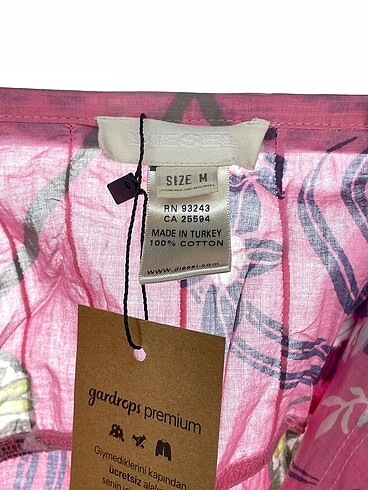 DIESEL
SIZE M
RN 93243
CA 25594
MADE IN TURKEY
100% COTTON
www.diesel.com
gardrops premium
Giymediklerini kapından
ücretsiz alalım